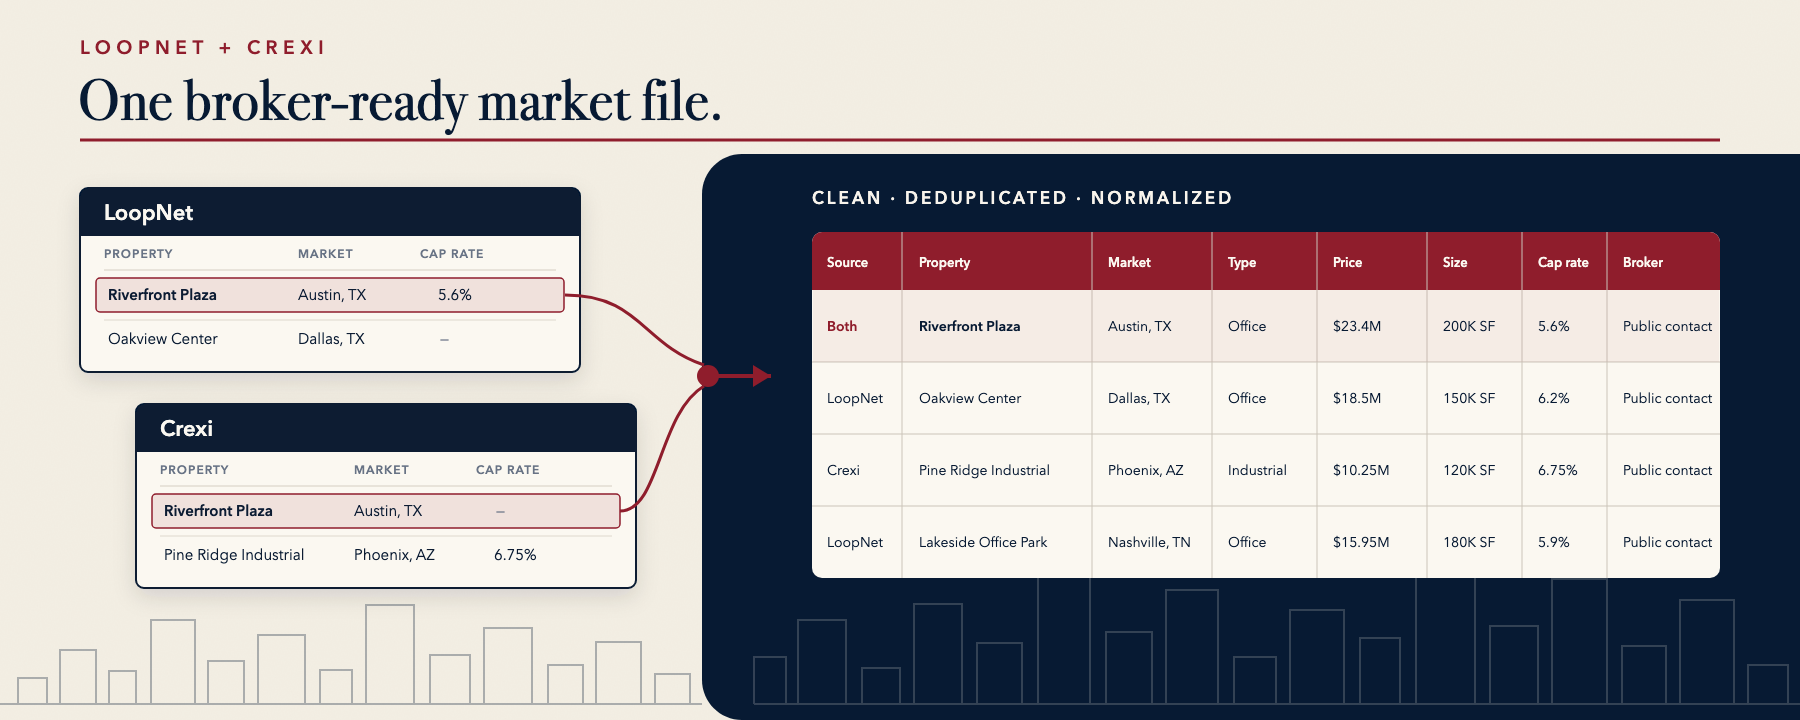 LOOPNET + CREXI
One broker-ready market file.
LoopNet
PROPERTY MARKET CAP RATE
Riverfront Plaza Austin, TX 5.6%
Oakview Center Dallas, TX –
Crexi
PROPERTY MARKET CAP RATE
Riverfront Plaza Austin, TX –
Pine Ridge Industrial Phoenix, AZ 6.75%
CLEAN · DEDUPLICATED · NORMALIZED
Source Property Market Type Price Size Cap rate Broker
Both Riverfront Plaza Austin, TX Office $23.4M 200K SF 5.6% Public contact
LoopNet Oakview Center Dallas, TX Office $18.5M 150K SF 6.2% Public contact
Crexi Pine Ridge Industrial Phoenix, AZ Industrial $10.25M 120K SF 6.75% Public contact
LoopNet Lakeside Office Park Nashville, TN Office $15.95M 180K SF 5.9% Public contact